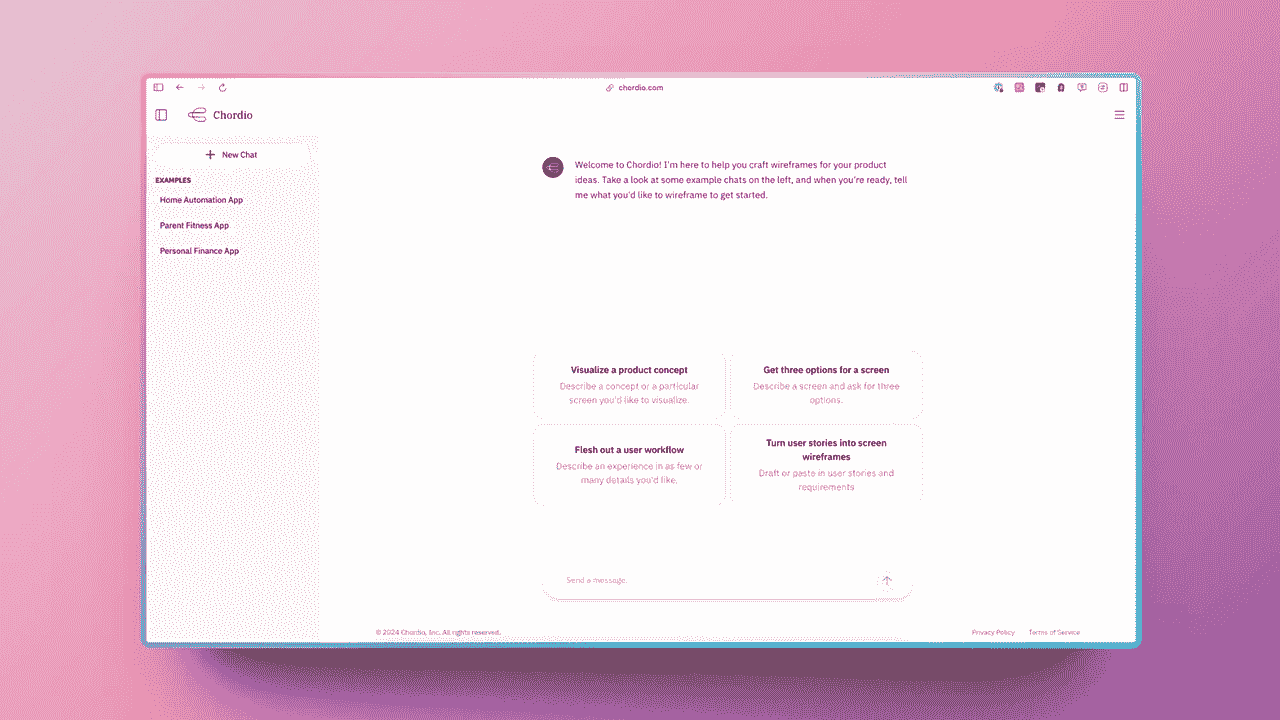 chordio.com
Chordio
New Chat
EXAMPLES
Home Automation App
Parent Fitness App
Personal Finance App
Welcome to Chordio! I'm here to help you craft wireframes for your product
ideas. Take a look at some example chats on the left, and when you're ready, tell
me what you'd like to wireframe to get started.
Visualize a product concept
Describe a concept or a particular
screen you'd like to visualize.
Get three options for a screen
Describe a screen and ask for three
options.
Flesh out a user workflow
Describe an experience in as few or
many details you'd like.
Turn user stories into screen
wireframes
Draft or paste in user stories and
requirements
Send a message.
© 2024 Chordio, Inc. All rights reserved.
Privacy Policy
Terms of Service